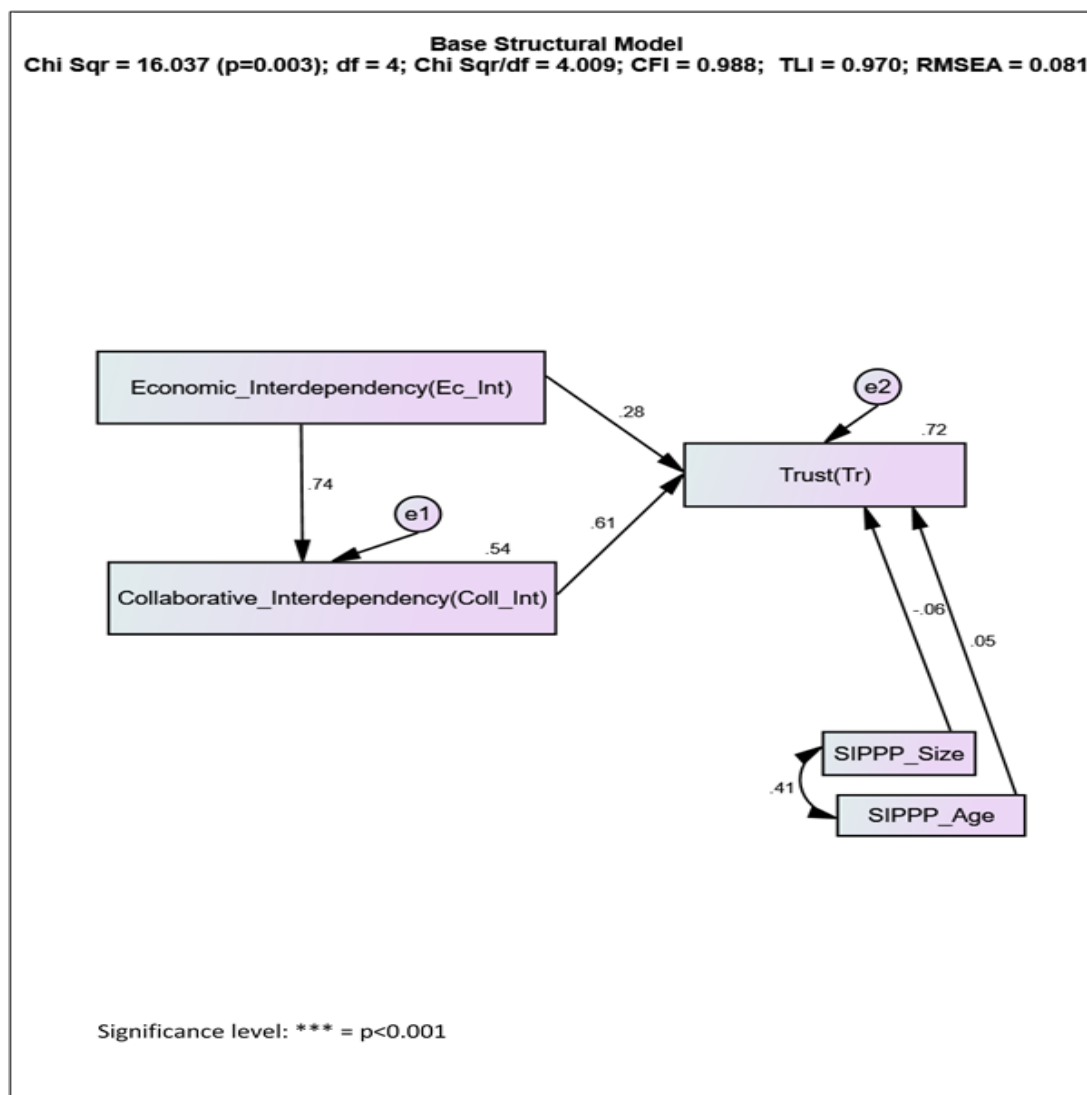 Base Structural Model
Chi Sqr = 16.037 (p=0.003); df = 4; Chi Sqr/df = 4.009; CFI = 0.988;  TLI = 0.970; RMSEA = 0.081
Economic_Interdependency(Ec_Int)
e2
.28
.72
Trust(Tr)
.74
e1
.61
.54
Collaborative_Interdependency(Coll_Int)
-.06
.05
SIPPP_Size
.41
SIPPP_Age
Significance level: *** = p<0.001